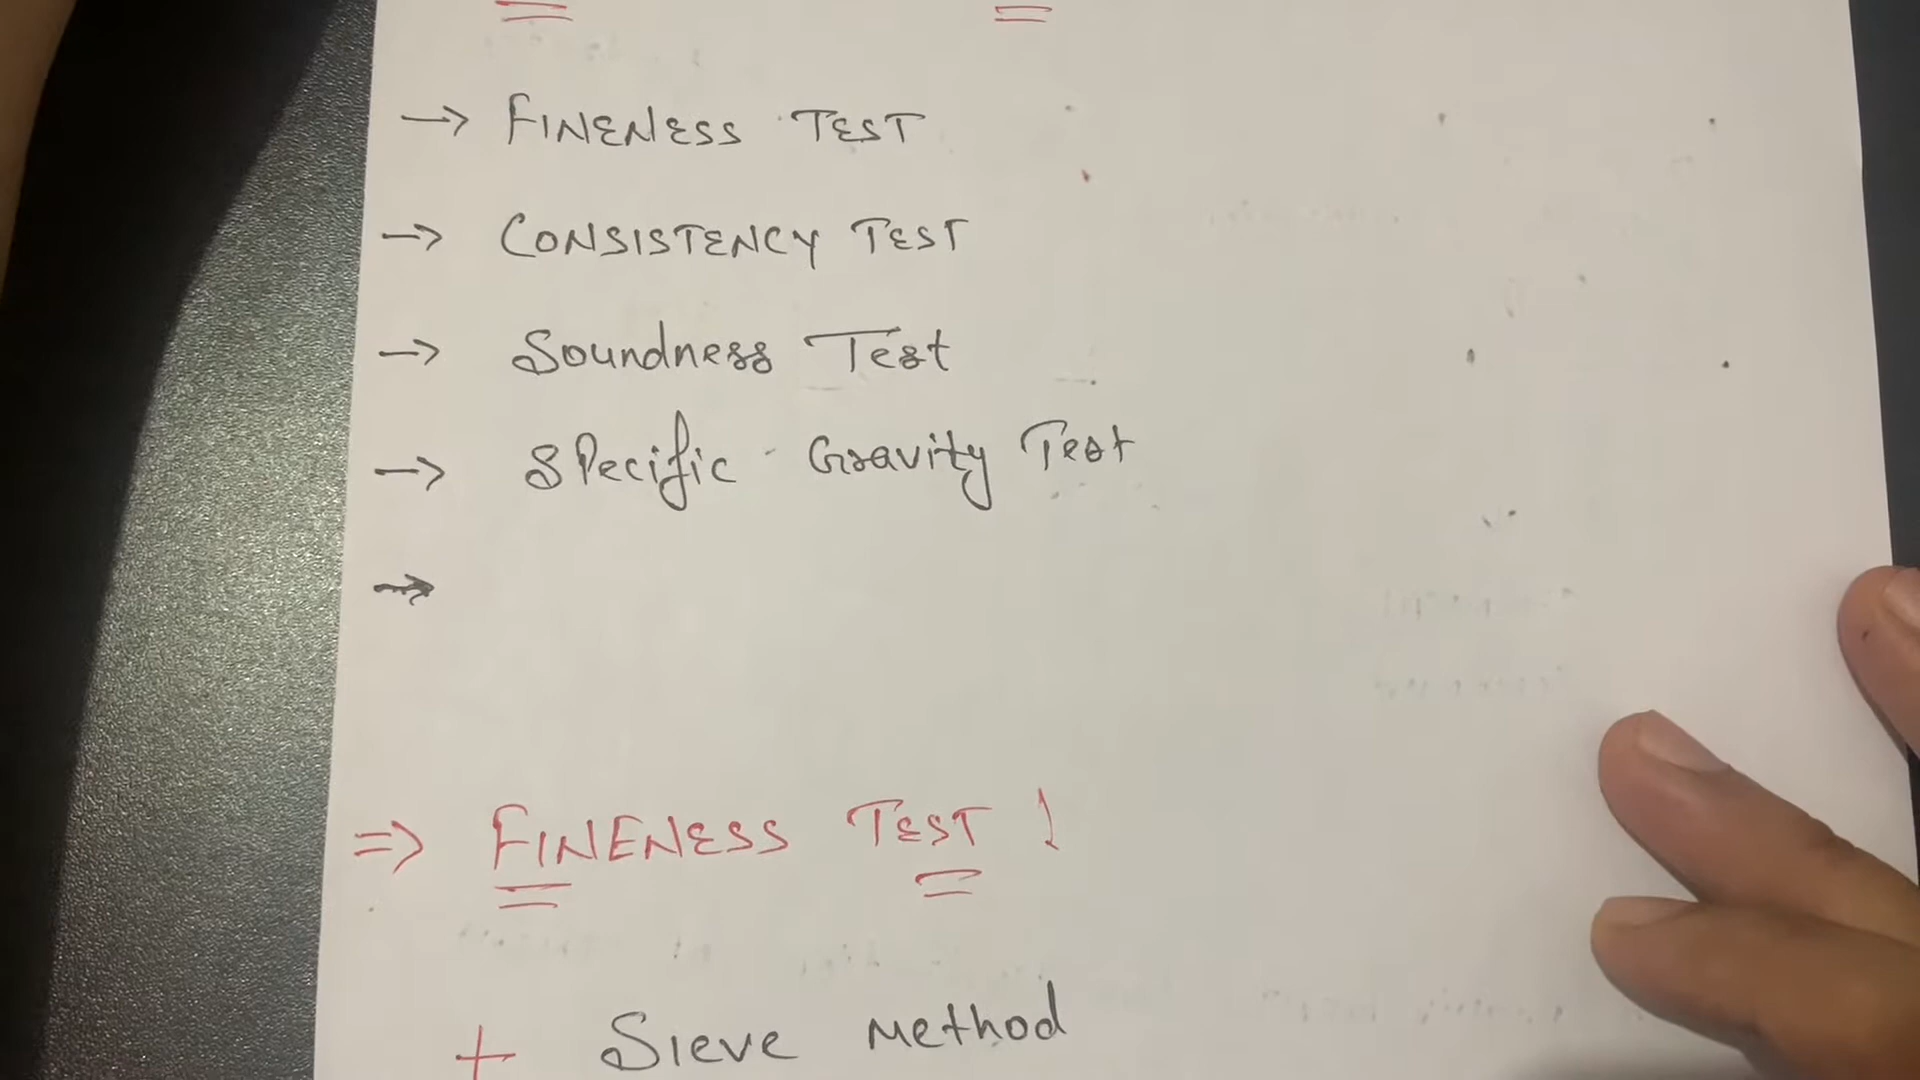 → FINENESS TEST
→ CONSISTENCY TEST
→ Soundness Test
→ Specific Gravity Test
→
⇒ FINENESS TEST !
+ Sieve Method